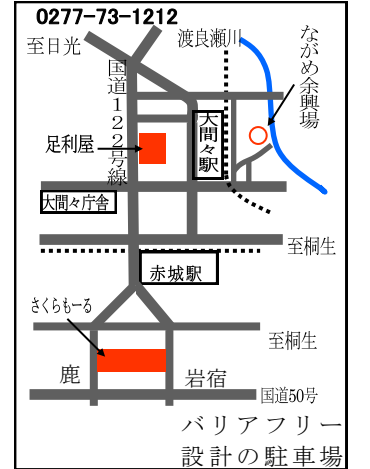 0277-73-1212
至日光
渡良瀬川
ながめ余興場
国道122号線
大間々駅
足利屋
大間々庁舎
至桐生
赤城駅
さくらもーる
至桐生
鹿
岩宿
国道50号
バリアフリー
設計の駐車場